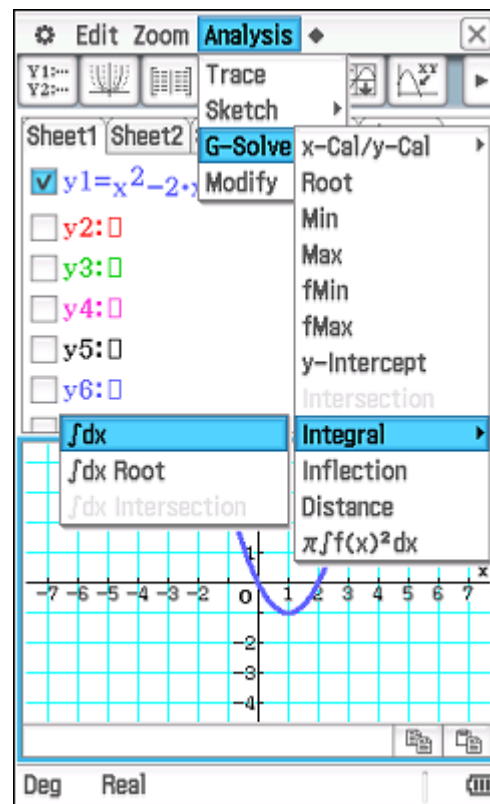 Edit Zoom Analysis
Y1:…
Y2:…
Trace
Sketch
G-Solve
Modify
Sheet1 Sheet2
x-Cal/y-Cal
Root
Min
Max
fMin
fMax
y-Intercept
Intersection
Integral
Inflection
Distance
π∫f(x)²dx
y1=x²-2·x
y2:▯
y3:▯
y4:▯
y5:▯
y6:▯
∫dx
∫dx Root
∫dx Intersection
1
x
-7 -6 -5 -4 -3 -2 0 1 2 3 4 5 6 7
-2
-3
-4
Deg Real